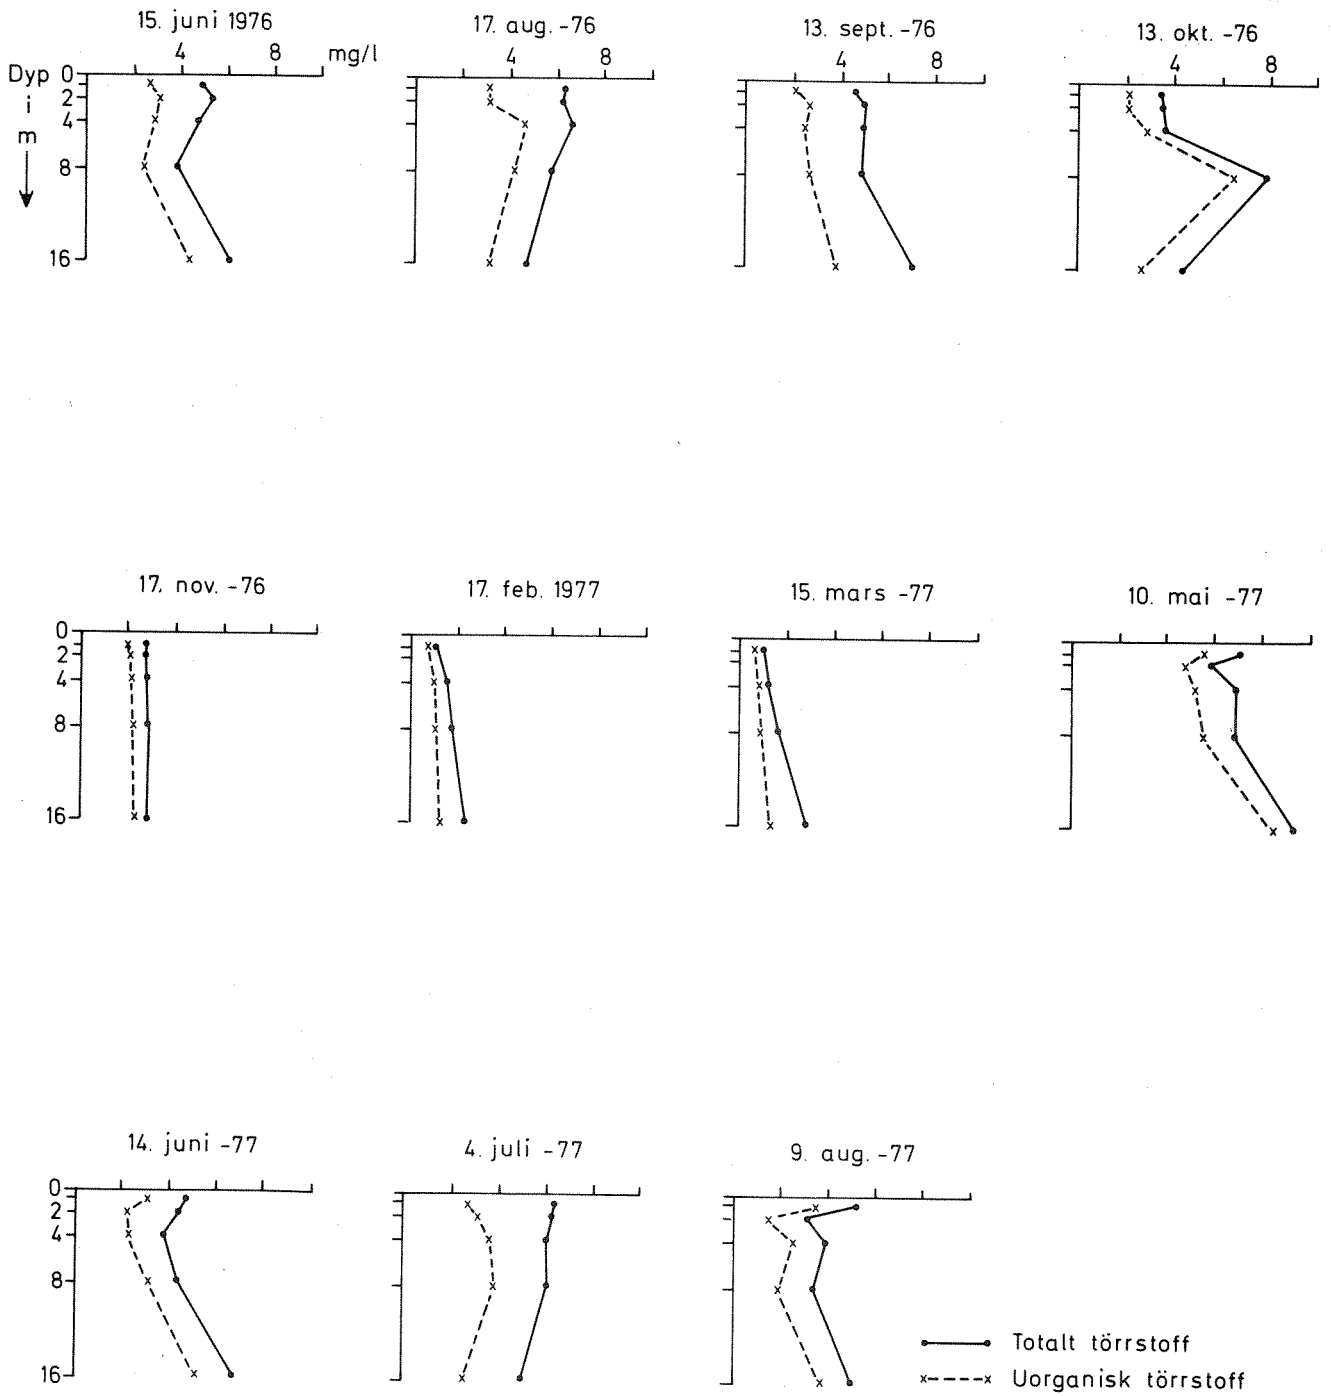 15. juni 1976
17. aug. -76
13. sept. -76
13. okt. -76
4 8 mg/l
4 8
4 8
4 8
Dyp 0
i 2
m 4
8
16
17. nov. -76
17. feb. 1977
15. mars -77
10. mai -77
0
2
4
8
16
14. juni -77
4. juli -77
9. aug. -77
0
2
4
8
16
Totalt törrstoff
Uorganisk törrstoff